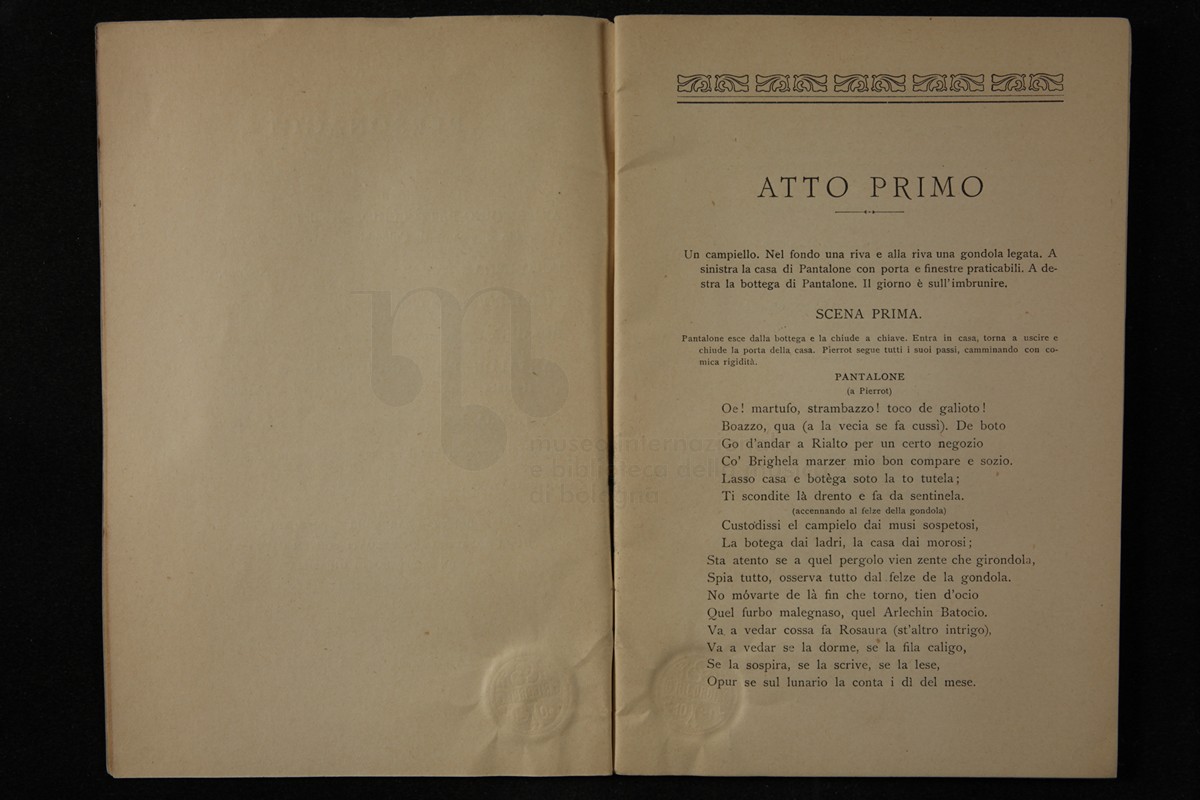 ATTO PRIMO
Un campiello. Nel fondo una riva e alla riva una gondola legata. A
sinistra la casa di Pantalone con porta e finestre praticabili. A de-
stra la bottega di Pantalone. Il giorno è sull'imbrunire.
SCENA PRIMA.
Pantalone esce dalla bottega e la chiude a chiave. Entra in casa, torna a uscire e
chiude la porta della casa. Pierrot segue tutti i suoi passi, camminando con co-
mica rigidità.
PANTALONE
(a Pierrot)
Oe! martufo, strambazzo! toco de galioto!
Boazzo, qua (a la vecia se fa cussì). De boto
Go d'andar a Rialto per un certo negozio
Co' Brighela marzer mio bon compare e sozio.
Lasso casa e botèga soto la to tutela;
Ti scondite là drento e fa da sentinela.
(accennando al felze della gondola)
Custodissi el campielo dai musi sospetosi,
La botega dai ladri, la casa dai morosi;
Sta atento se a quel pergolo vien zente che girondola,
Spia tutto, osserva tutto dal felze de la gondola.
No móvarte de là fin che torno, tien d'ocio
Quel furbo malegnaso, quel Arlechin Batocio.
Va a vedar cossa fa Rosaura (st'altro intrigo),
Va a vedar se la dorme, se la fila caligo,
Se la sospira, se la scrive, se la lese,
Opur se sul lunario la conta i dì del mese.
museo internaz
e biblioteca della
di bologna